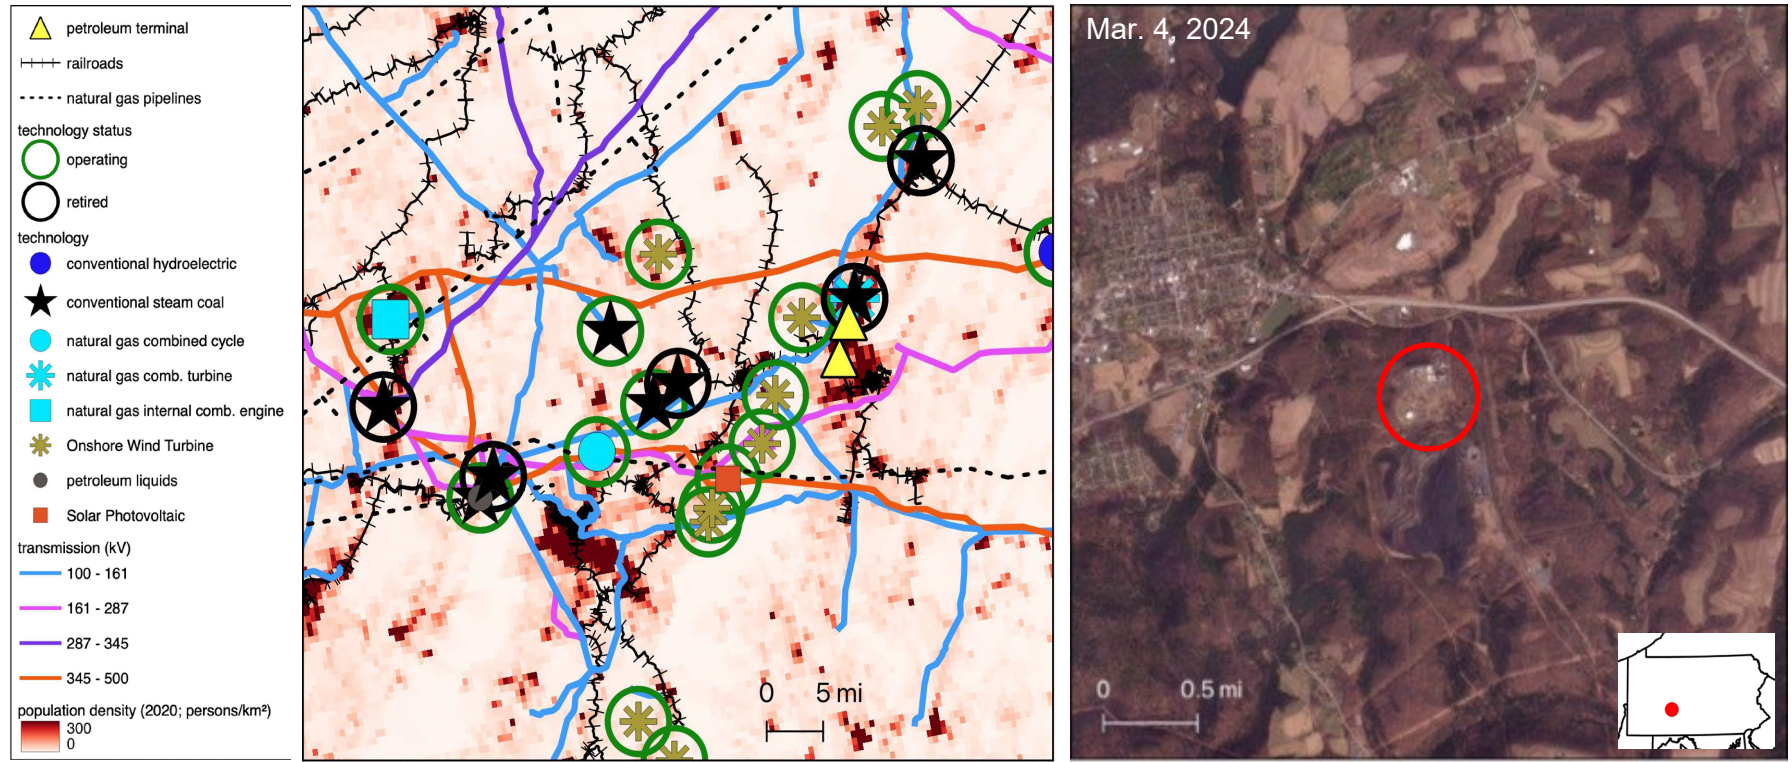 petroleum terminal
railroads
natural gas pipelines
technology status
operating
retired
technology
conventional hydroelectric
conventional steam coal
natural gas combined cycle
natural gas comb. turbine
natural gas internal comb. engine
Onshore Wind Turbine
petroleum liquids
Solar Photovoltaic
transmission (kV)
100 - 161
161 - 287
287 - 345
345 - 500
population density (2020; persons/km²)
300
0
0 5 mi
Mar. 4, 2024
0 0.5 mi